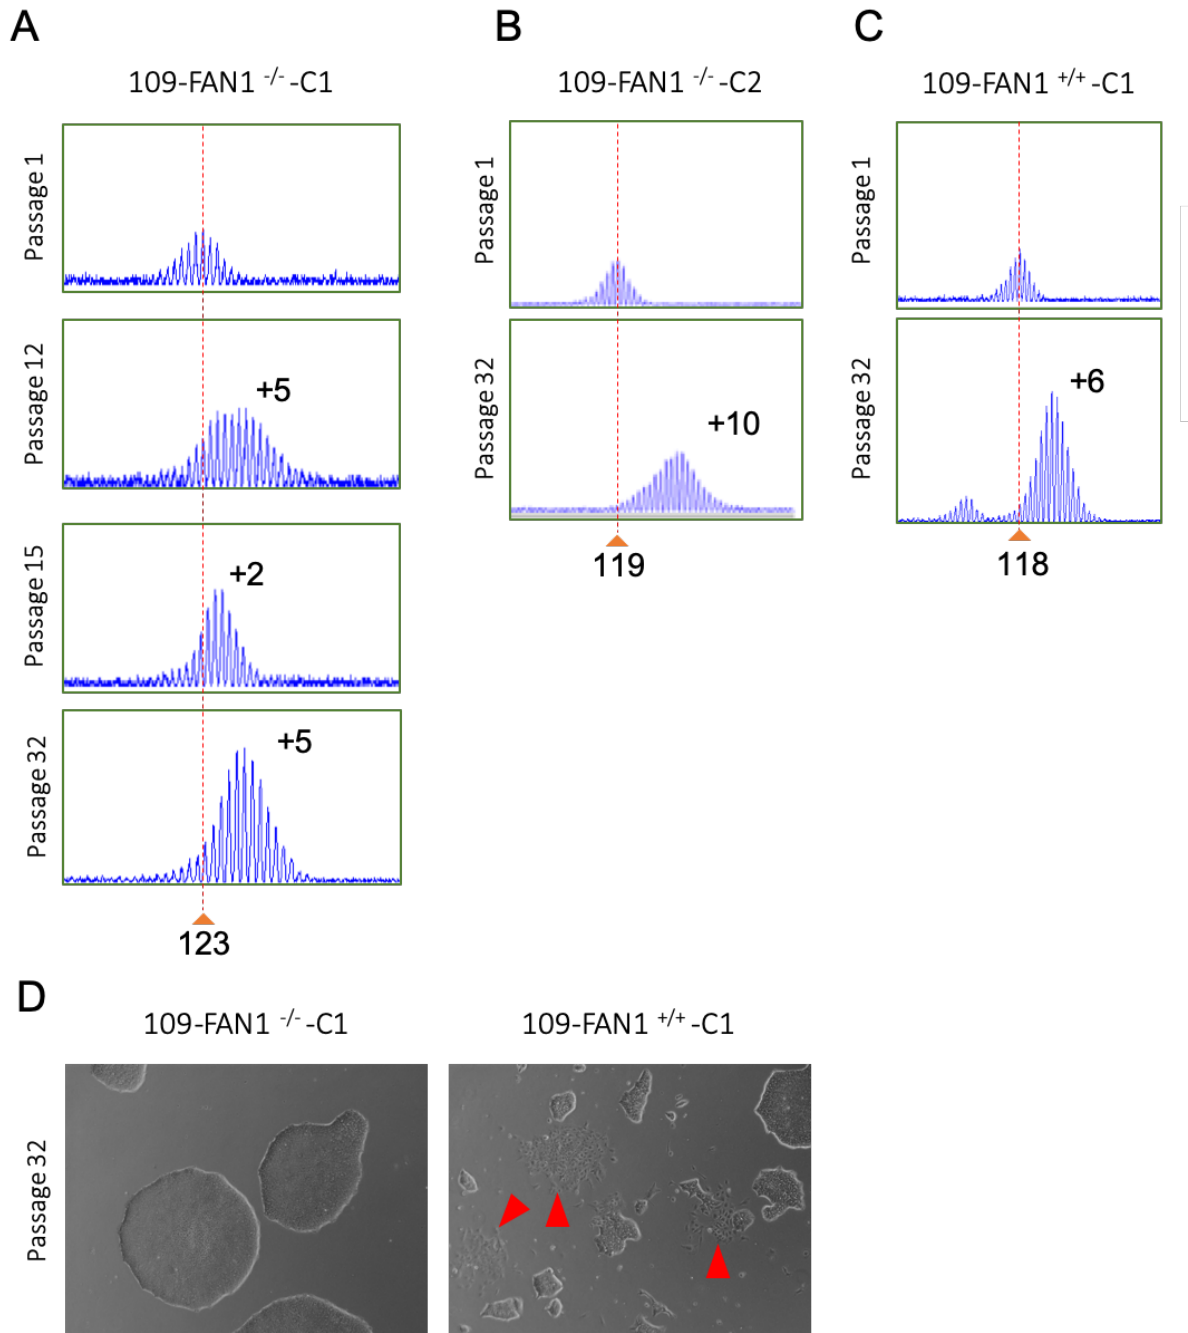 A
B
C
109-FAN1 -/- -C1
109-FAN1 -/- -C2
109-FAN1 +/+ -C1
Passage 1
Passage 1
Passage 1
Passage 12
+5
Passage 32
+10
Passage 32
+6
119
118
Passage 15
+2
Passage 32
+5
123
D
109-FAN1 -/- -C1
109-FAN1 +/+ -C1
Passage 32